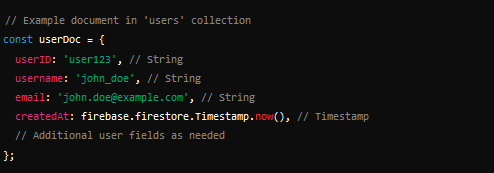 // Example document in 'users' collection
const userDoc = {
  userID: 'user123', // String
  username: 'john_doe', // String
  email: 'john.doe@example.com', // String
  createdAt: firebase.firestore.Timestamp.now(), // Timestamp
  // Additional user fields as needed
};